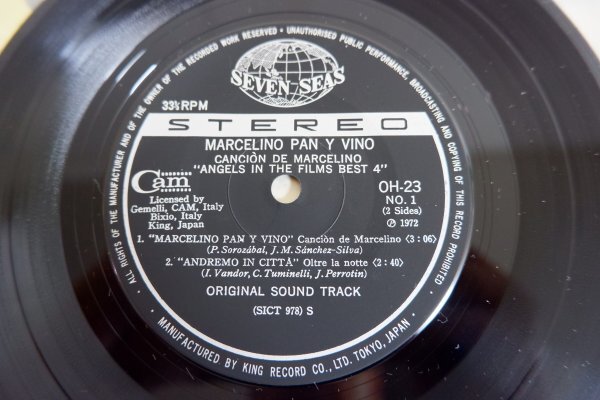 ALL RIGHTS OF THE MANUFACTURER AND OF THE OWNER OF THE RECORDED WORK RESERVED • UNAUTHORISED PUBLIC PERFORMANCE, BROADCASTING AND COPYING OF THIS RECORD PROHIBITED
SEVEN SEAS
33⅓RPM
STEREO
MARCELINO PAN Y VINO
CANCIÒN DE MARCELINO
"ANGELS IN THE FILMS BEST 4"
Cam
OH-23
NO. 1
(2 Sides)
Ⓟ 1972
Licensed by
Gemelli, CAM, Italy
Bixio, Italy
King, Japan
1. "MARCELINO PAN Y VINO" Canciòn de Marcelino <3:06>
(P. Sorozábal, J. M. Sánchez-Silva)
2. "ANDREMO IN CITTÀ" Oltre la notte <2:40>
(I. Vandor, C. Tuminelli, J. Perrotin)
ORIGINAL SOUND TRACK
(SICT 978) S
MANUFACTURED BY KING RECORD CO., LTD. TOKYO, JAPAN